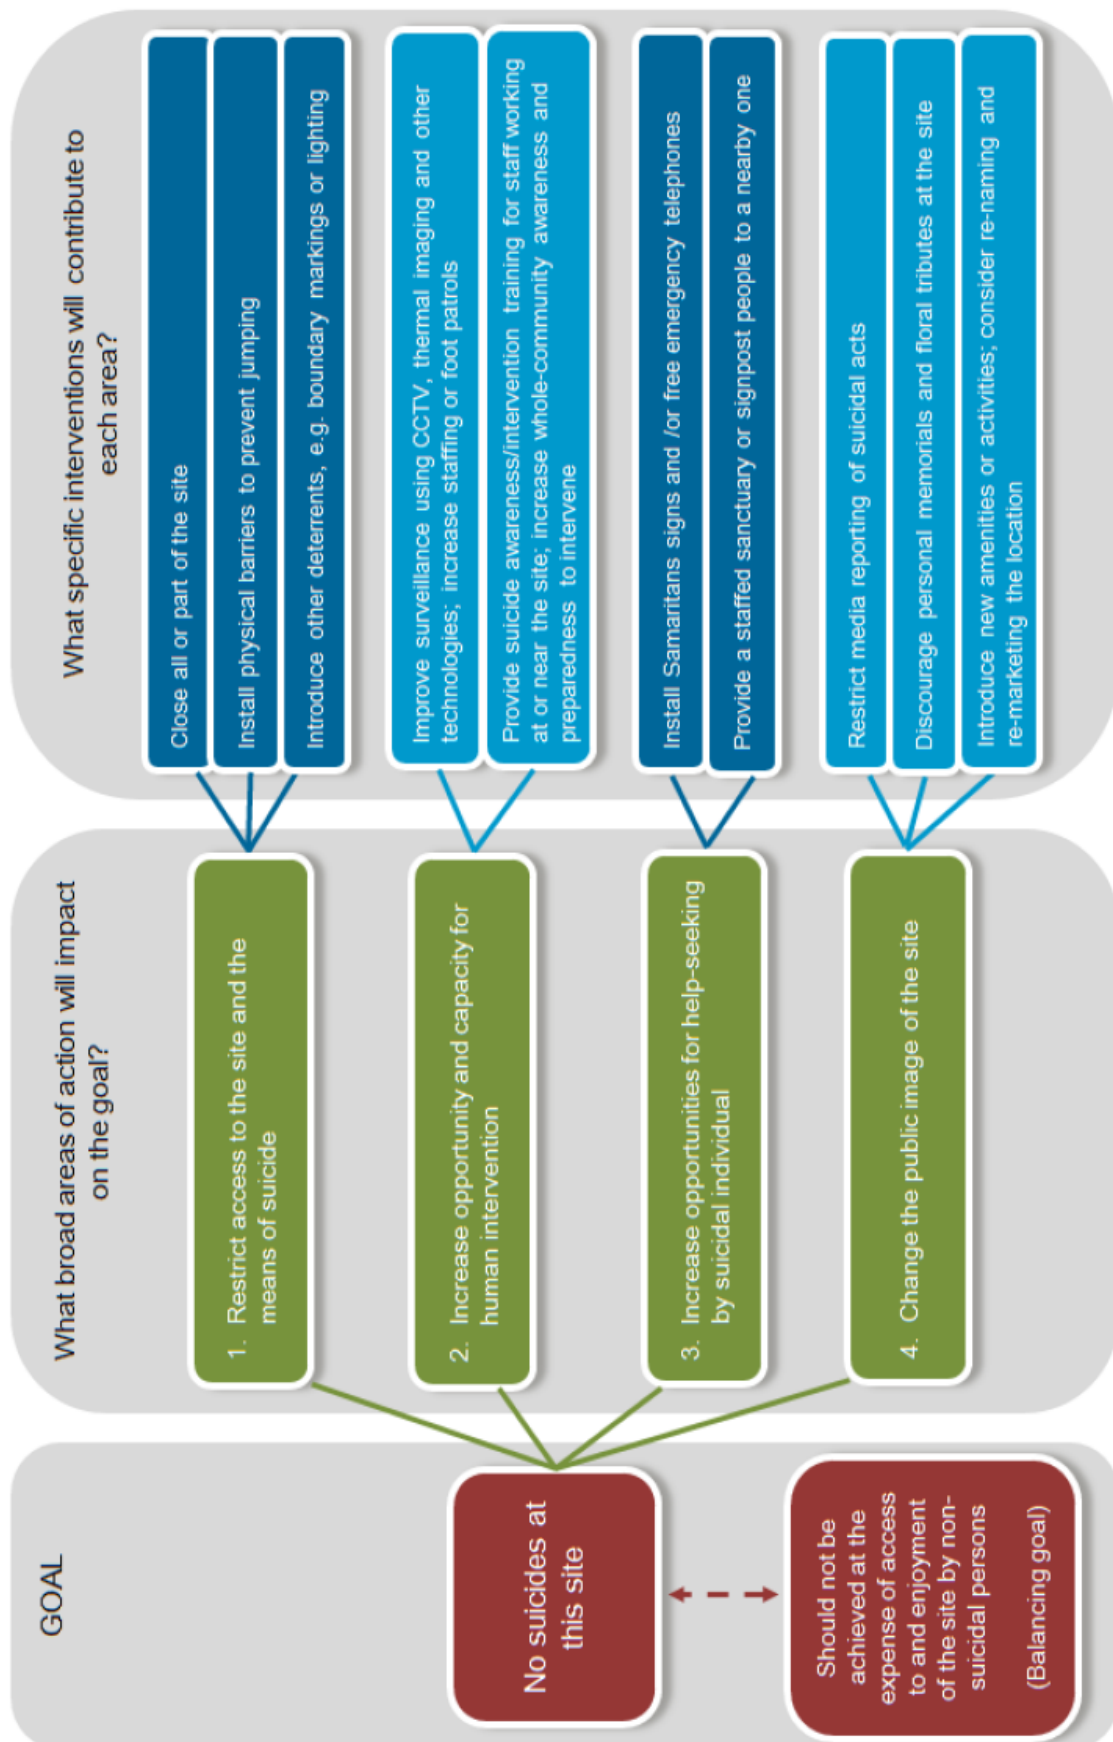 GOAL
No suicides at
this site
Should not be
achieved at the
expense of access
to and enjoyment
of the site by non-
suicidal persons
(Balancing goal)
What broad areas of action will impact
on the goal?
1. Restrict access to the site and the
means of suicide
2. Increase opportunity and capacity for
human intervention
3. Increase opportunities for help-seeking
by suicidal individual
4. Change the public image of the site
What specific interventions will contribute to
each area?
Close all or part of the site
Install physical barriers to prevent jumping
Introduce other deterrents, e.g. boundary markings or lighting
Improve surveillance using CCTV, thermal imaging and other
technologies; increase staffing or foot patrols
Provide suicide awareness/intervention training for staff working
at or near the site; increase whole-community awareness and
preparedness to intervene
Install Samaritans signs and /or free emergency telephones
Provide a staffed sanctuary or signpost people to a nearby one
Restrict media reporting of suicidal acts
Discourage personal memorials and floral tributes at the site
Introduce new amenities or activities; consider re-naming and
re-marketing the location